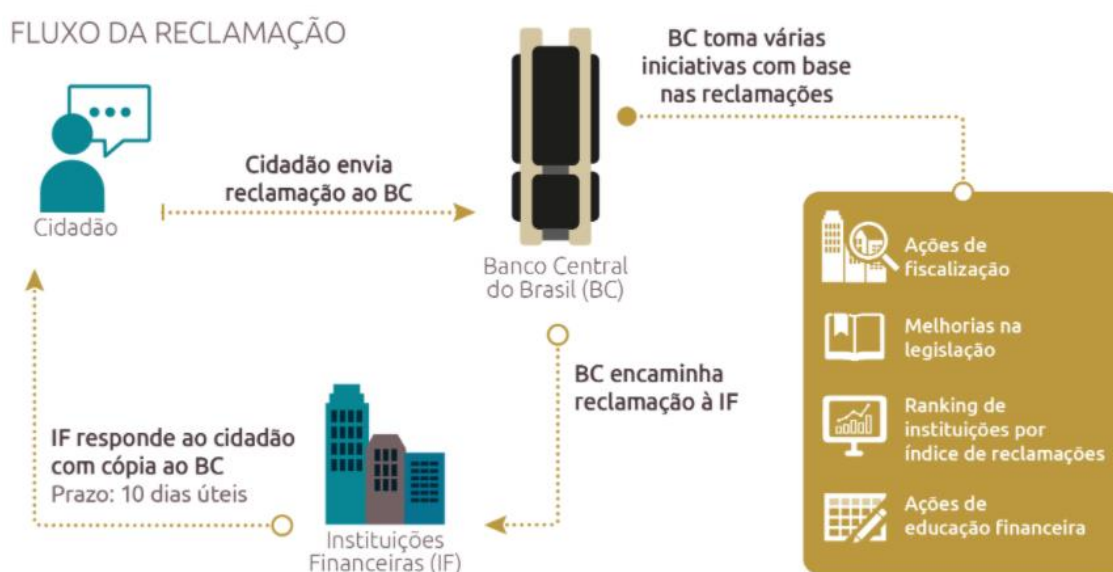 FLUXO DA RECLAMAÇÃO
Cidadão
Cidadão envia
reclamação ao BC
Banco Central
do Brasil (BC)
BC toma várias
iniciativas com base
nas reclamações
Ações de
fiscalização
Melhorias na
legislação
Ranking de
instituições por
índice de reclamações
Ações de
educação financeira
BC encaminha
reclamação à IF
Instituições
Financeiras (IF)
IF responde ao cidadão
com cópia ao BC
Prazo: 10 dias úteis